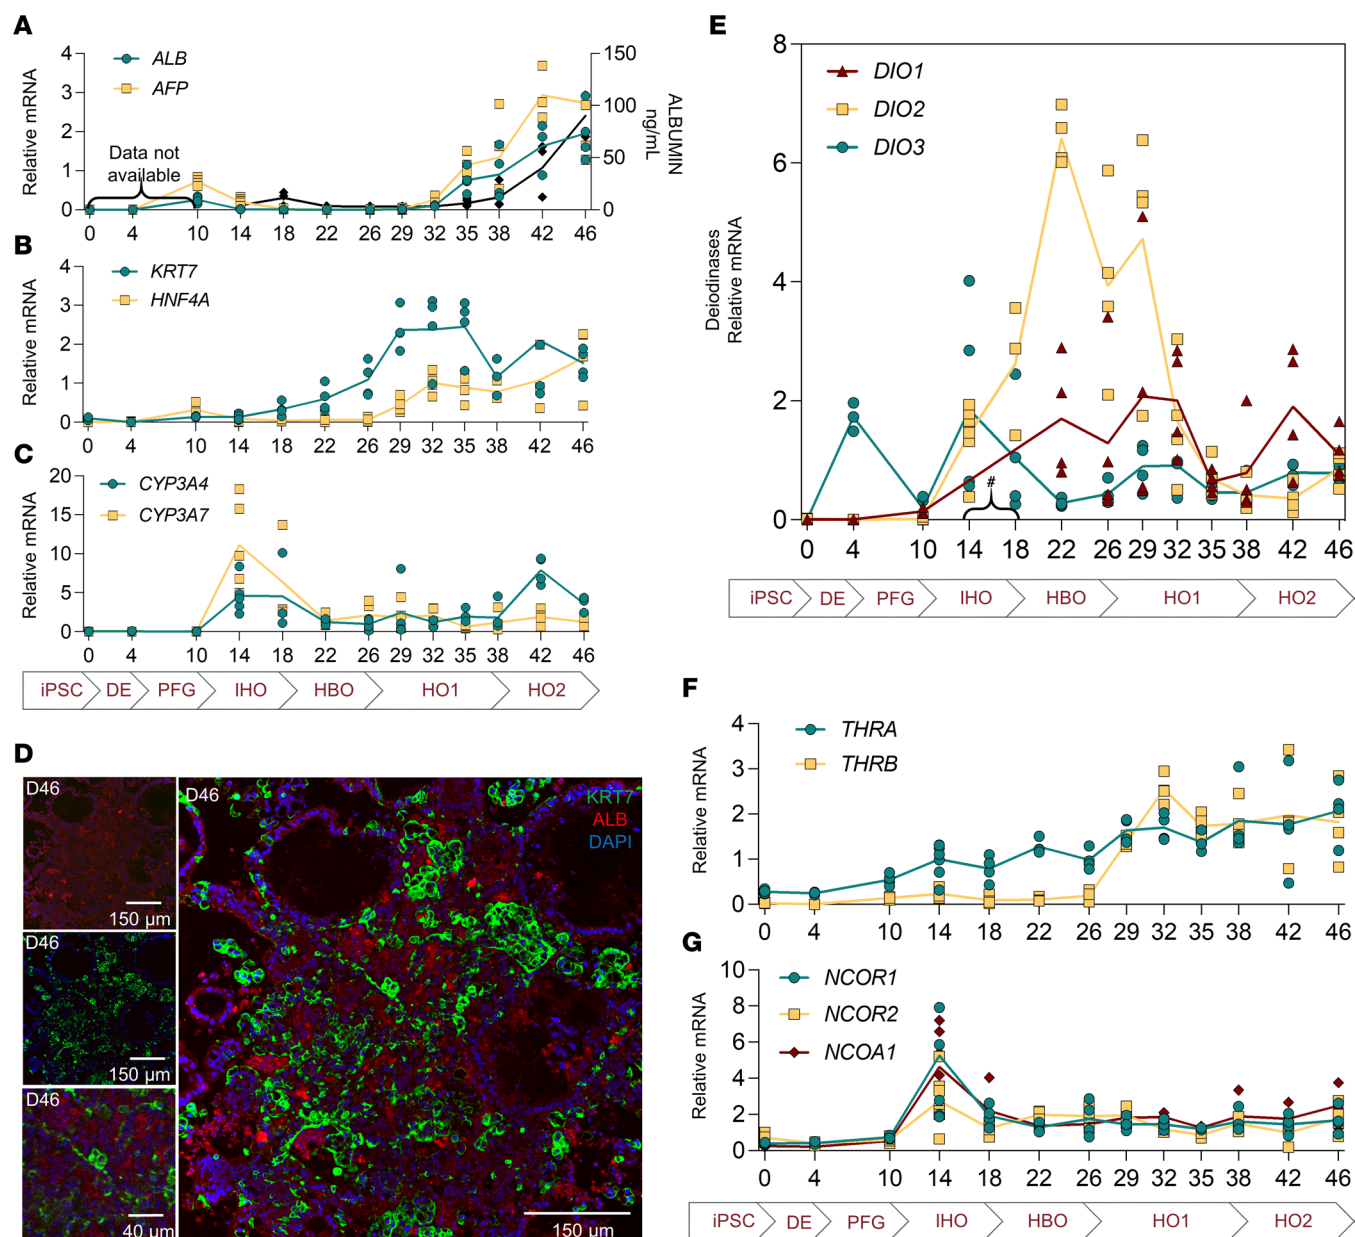 A
ALB
AFP
Data not
available
Relative mRNA
4
3
2
1
0
150
100
50
0
ALBUMIN
ng/mL
0 4 10 14 18 22 26 29 32 35 38 42 46
B
KRT7
HNF4A
Relative mRNA
4
3
2
1
0
0 4 10 14 18 22 26 29 32 35 38 42 46
C
CYP3A4
CYP3A7
Relative mRNA
20
15
10
5
0
0 4 10 14 18 22 26 29 32 35 38 42 46
iPSC DE PFG IHO HBO HO1 HO2
D
D46
150 µm
D46
150 µm
D46
40 µm
D46
KRT7
ALB
DAPI
150 µm
E
DIO1
DIO2
DIO3
Deiodinases
Relative mRNA
8
6
4
2
0
#
0 4 10 14 18 22 26 29 32 35 38 42 46
iPSC DE PFG IHO HBO HO1 HO2
F
THRA
THRB
Relative mRNA
4
3
2
1
0
0 4 10 14 18 22 26 29 32 35 38 42 46
G
NCOR1
NCOR2
NCOA1
Relative mRNA
10
8
6
4
2
0
0 4 10 14 18 22 26 29 32 35 38 42 46
iPSC DE PFG IHO HBO HO1 HO2